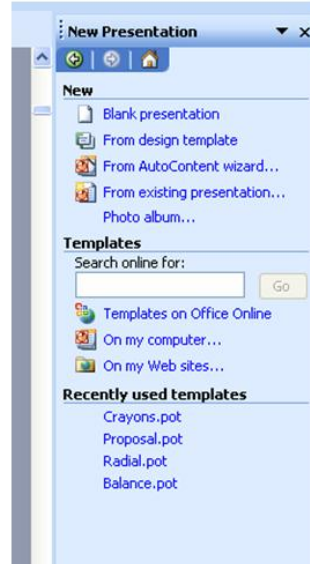 New Presentation
New
Blank presentation
From design template
From AutoContent wizard...
From existing presentation...
Photo album...
Templates
Search online for:
Go
Templates on Office Online
On my computer...
On my Web sites...
Recently used templates
Crayons.pot
Proposal.pot
Radial.pot
Balance.pot